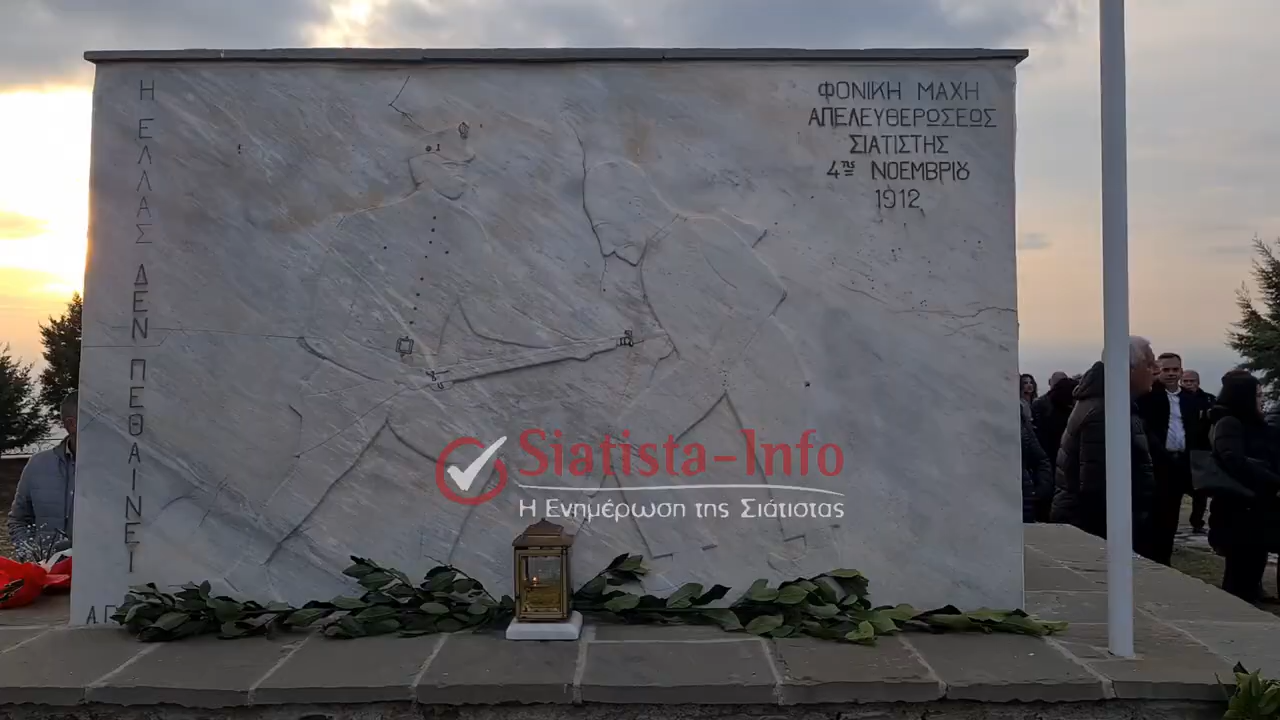 Η ΕΛΛΑΣ ΔΕΝ ΠΕΘΑΙΝΕΙ
ΦΟΝΙΚΗ ΜΑΧΗ
ΑΠΕΛΕΥΘΕΡΩΣΕΩΣ
ΣΙΑΤΙΣΤΗΣ
4ης ΝΟΕΜΒΡΙΟΥ
1912
Siatista-Info
Η Ενημέρωση της Σιάτιστας